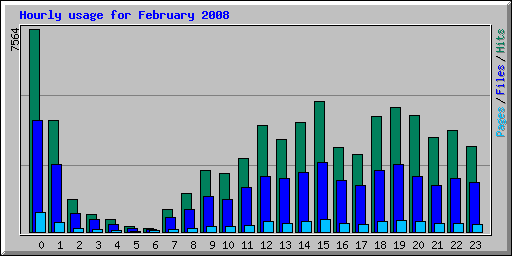 Hourly usage for February 2008
7564
Pages / Files / Hits
0 1 2 3 4 5 6 7 8 9 10 11 12 13 14 15 16 17 18 19 20 21 22 23